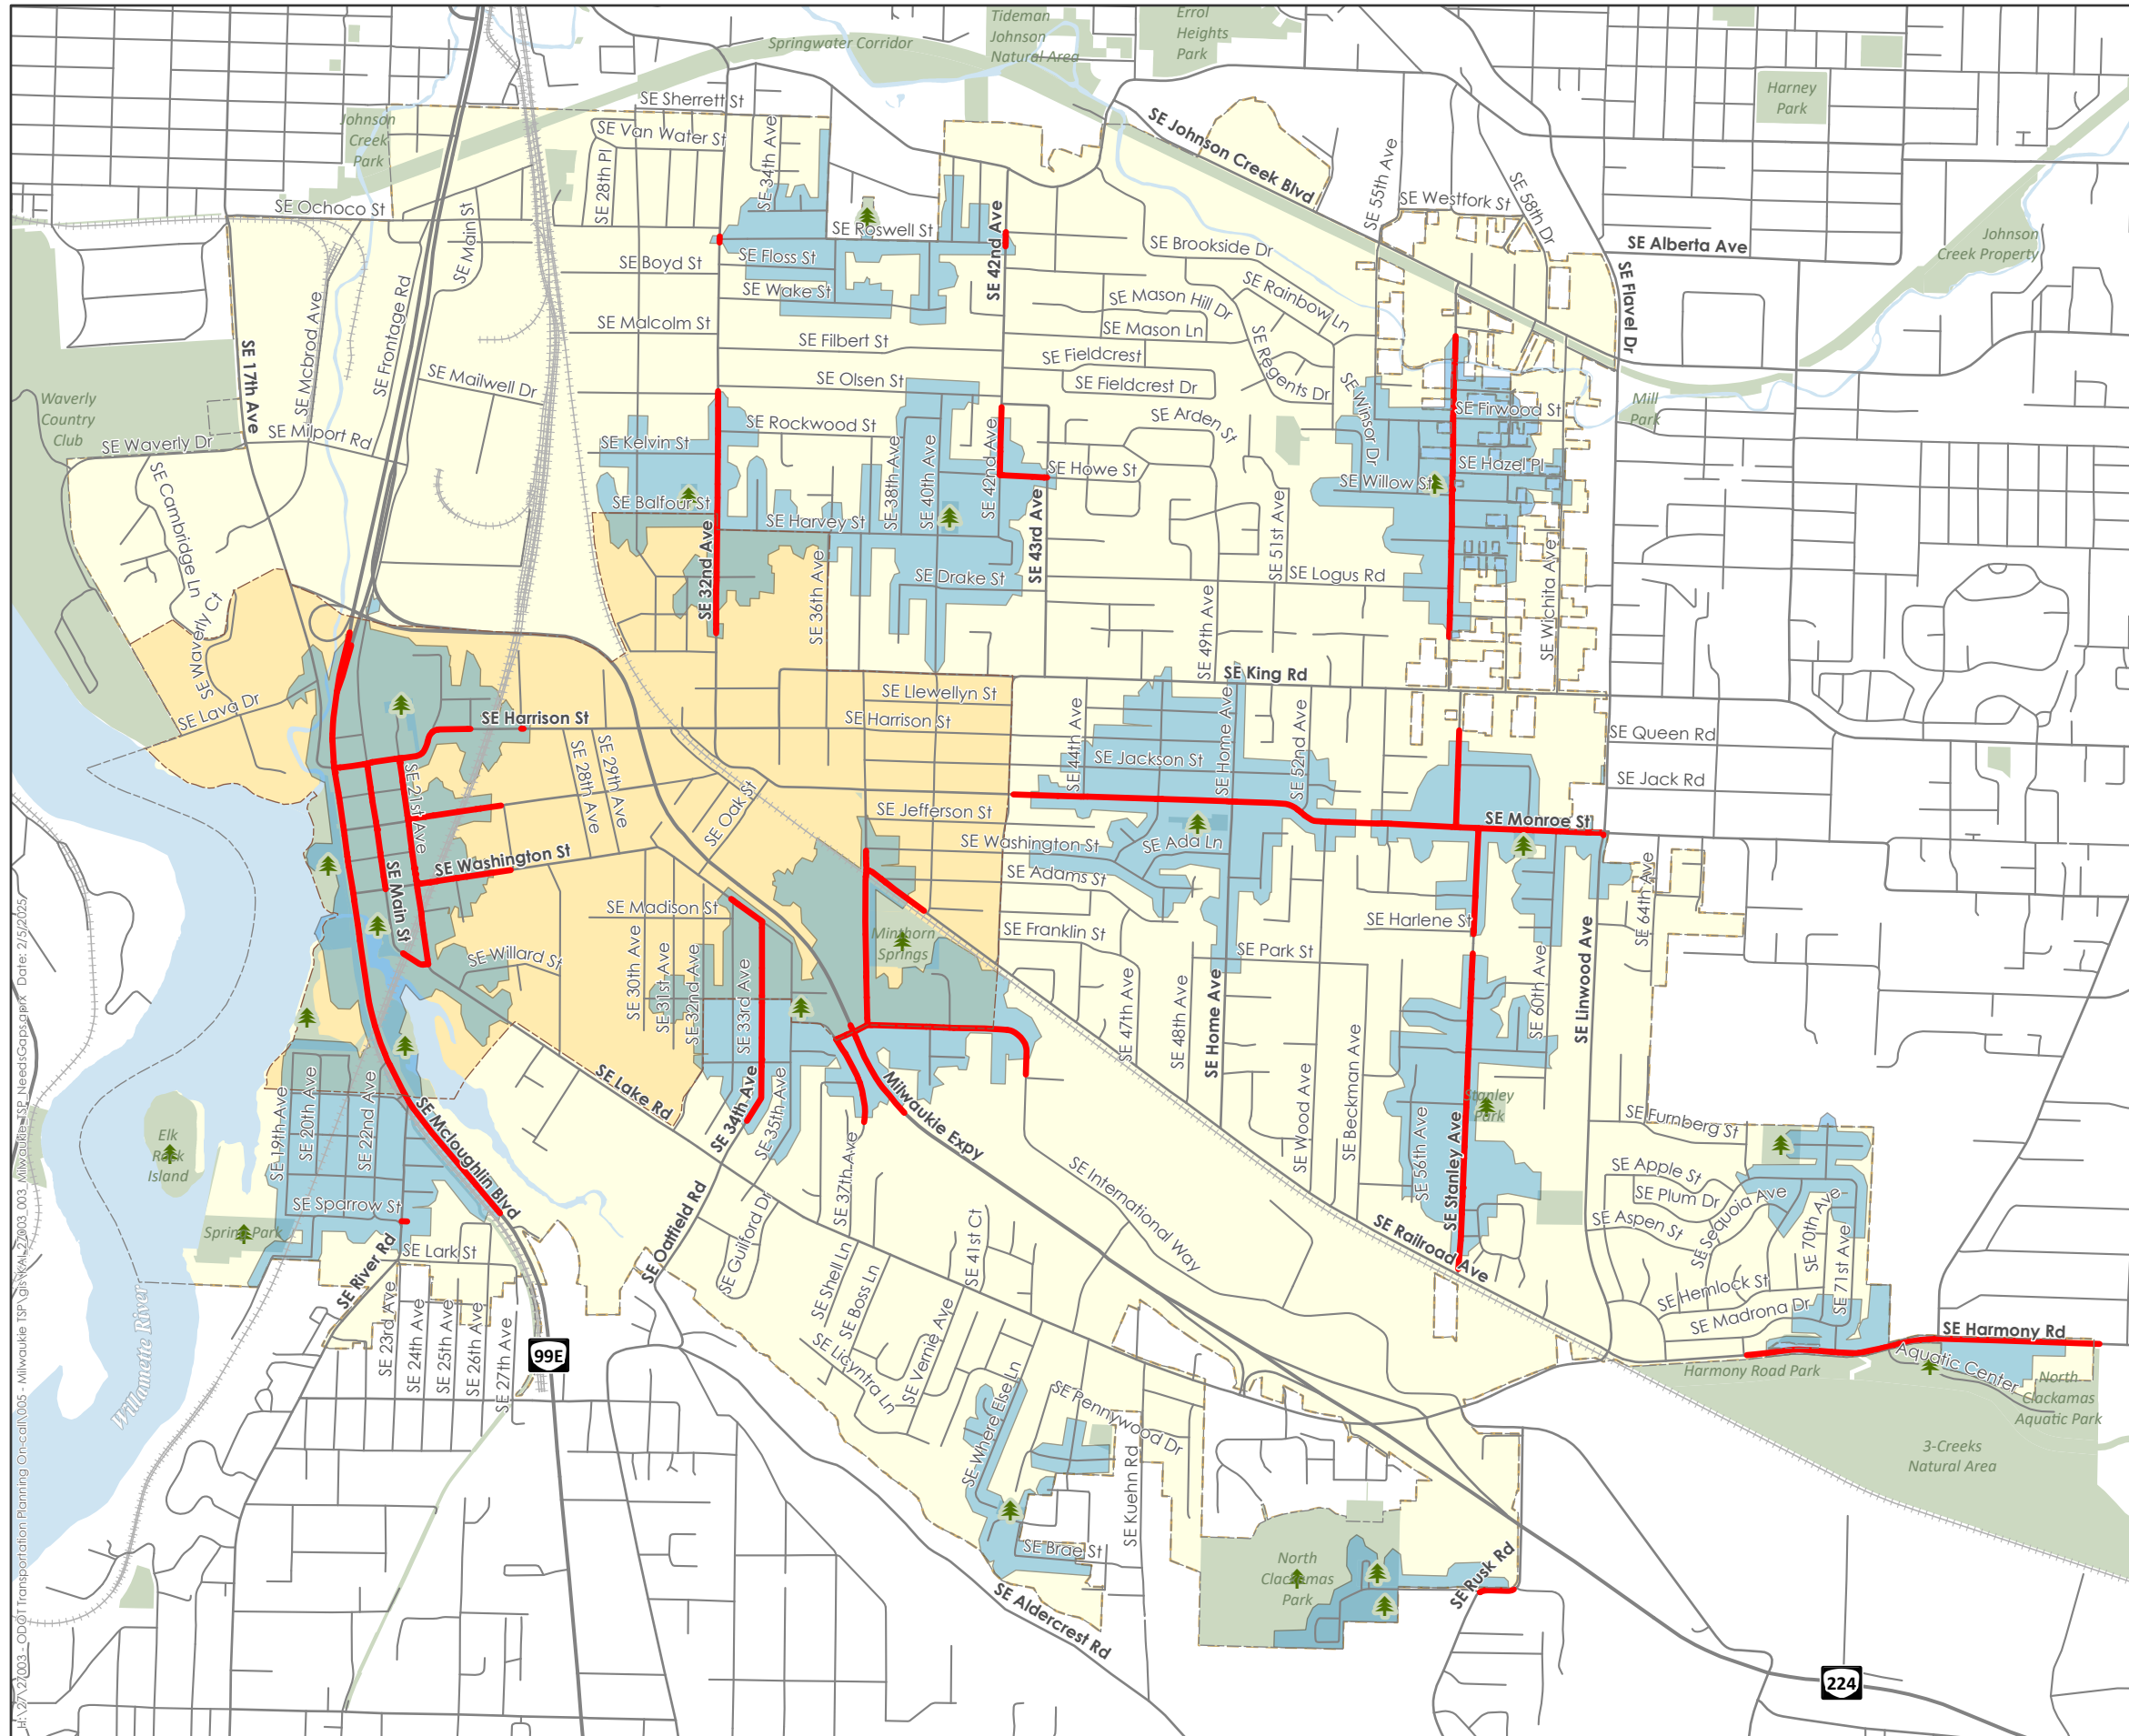 Tideman
Johnson
Natural Area
Errol
Heights
Park
Springwater Corridor
Harney
Park
Johnson
Creek
Park
SE Sherrett St
SE Van Water St
SE 28th Pl
SE 34th Ave
SE Johnson Creek Blvd
SE 55th Ave
SE Westfork St
SE 58th Dr
SE Ochoco St
SE Main St
SE Roswell St
SE 42nd Ave
SE Brookside Dr
SE Alberta Ave
Johnson
Creek Property
SE Boyd St
SE Floss St
SE Wake St
SE Rainbow Ln
SE Mason Hill Dr
SE Mason Ln
SE Flavel Dr
SE Mcbrod Ave
SE Frontage Rd
SE Malcolm St
SE Filbert St
SE Fieldcrest
SE Fieldcrest Dr
SE Regents Dr
SE 17th Ave
SE Mailwell Dr
SE Olsen St
SE Winsor Dr
SE Firwood St
Waverly
Country
Club
Mill
Park
SE Waverly Dr
SE Milport Rd
SE Rockwood St
SE Arden St
SE Kelvin St
SE 38th Ave
SE 40th Ave
SE 42nd Ave
SE Howe St
SE Hazel Pl
SE Willow St
SE Cambridge Ln
SE Balfour St
SE Harvey St
SE 43rd Ave
SE 51st Ave
SE 32nd Ave
SE 36th Ave
SE Drake St
SE Logus Rd
SE 49th Ave
SE Wichita Ave
SE Waverly Ct
SE Lava Dr
SE King Rd
SE Llewellyn St
SE Harrison St
SE Harrison St
SE 44th Ave
SE Home Ave
SE 52nd Ave
SE Queen Rd
SE Jackson St
SE Jack Rd
SE 28th Ave
SE 29th Ave
SE 21st Ave
SE Oak St
SE Jefferson St
SE Monroe St
SE Washington St
SE Washington St
SE Ada Ln
SE Adams St
SE Main St
SE Madison St
SE Harlene St
SE 64th Ave
SE Franklin St
SE Park St
SE Willard St
Minthorn
Springs
SE 30th Ave
SE 31st Ave
SE 32nd Ave
SE 33rd Ave
SE 47th Ave
SE 48th Ave
SE Home Ave
SE 60th Ave
SE Linwood Ave
SE Lake Rd
SE 34th Ave
SE 35th Ave
Milwaukie Expy
SE Wood Ave
SE Beckman Ave
SE 56th Ave
SE Stanley Ave
Stanley
Park
SE Furnberg St
SE 19th Ave
SE 20th Ave
SE 22nd Ave
SE Mcloughlin Blvd
Elk
Rock
Island
SE Apple St
SE Plum Dr
SE Sequoia Ave
SE Aspen St
SE 70th Ave
SE 71st Ave
SE Sparrow St
Spring Park
SE 37th Ave
SE International Way
SE Railroad Ave
SE Lark St
SE River Rd
SE Oatfield Rd
SE Guilford Dr
SE Shell Ln
SE Boss Ln
SE 41st Ct
SE Hemlock St
SE Madrona Dr
SE Harmony Rd
SE 23rd Ave
SE 24th Ave
SE 25th Ave
SE 26th Ave
SE 27th Ave
99E
SE Licyntra Ln
SE Vernie Ave
Harmony Road Park
Aquatic Center
North
Clackamas
Aquatic Park
Willamette River
SE Where Else Ln
SE Pennywood Dr
SE Kuehn Rd
3-Creeks
Natural Area
SE Brae St
North
Clackamas
Park
SE Rusk Rd
SE Aldercrest Rd
224
H:\27\27003 - ODOT Transportation Planning On-call\005 - Milwaukie TSP\gis\KAI_27003_003_Milwaukie_TSP_NeedsGaps.aprx Date: 2/5/2025